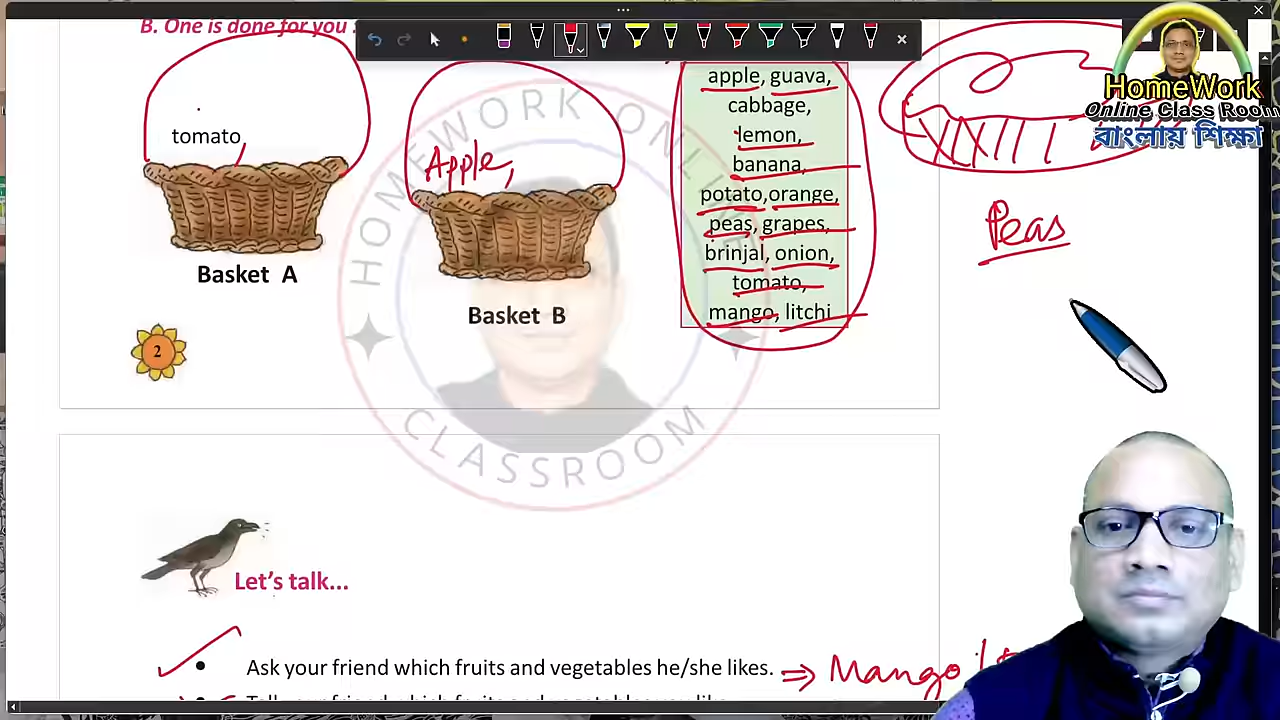 B. One is done for you
HomeWork
Online Class Room
বাংলায় শিক্ষা
tomato
Apple,
apple, guava,
cabbage,
lemon,
banana,
potato,orange,
peas, grapes,
brinjal, onion,
tomato,
mango, litchi
Peas
Basket A
Basket B
2
HOMEWORK ONLINE
CLASSROOM
Let's talk...
Ask your friend which fruits and vegetables he/she likes. ⇒ Mango